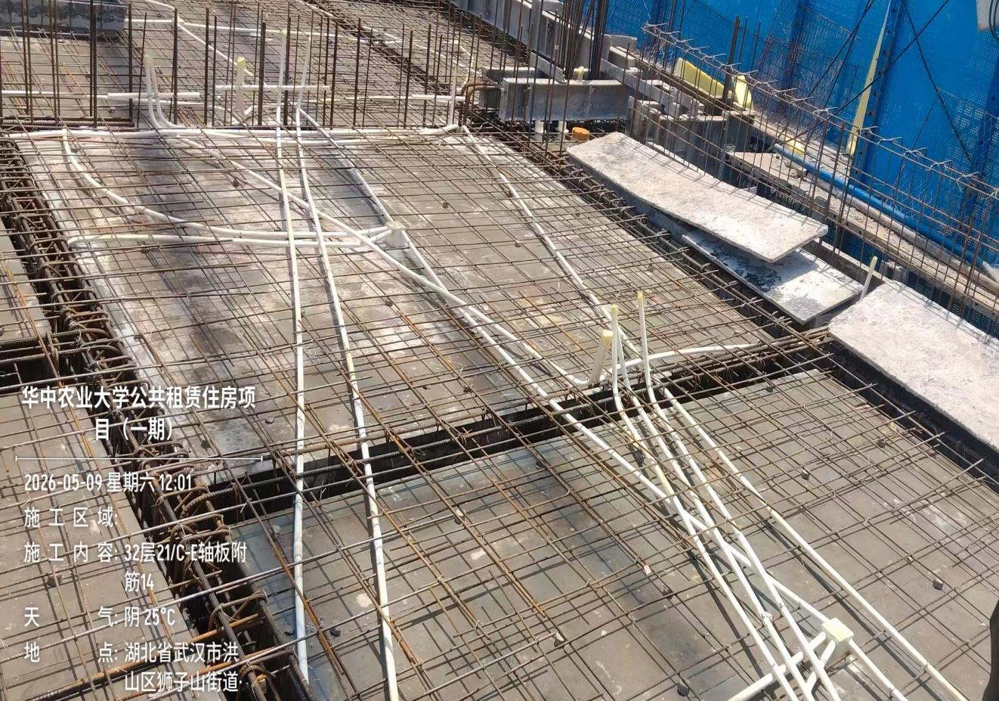 华中农业大学公共租赁住房项
目（一期）
2026-05-09 星期六 12:01
施工区域:
施工内容: 32层21/C-E轴板附
筋14
天气: 阴 25°C
地点: 湖北省武汉市洪
山区狮子山街道·